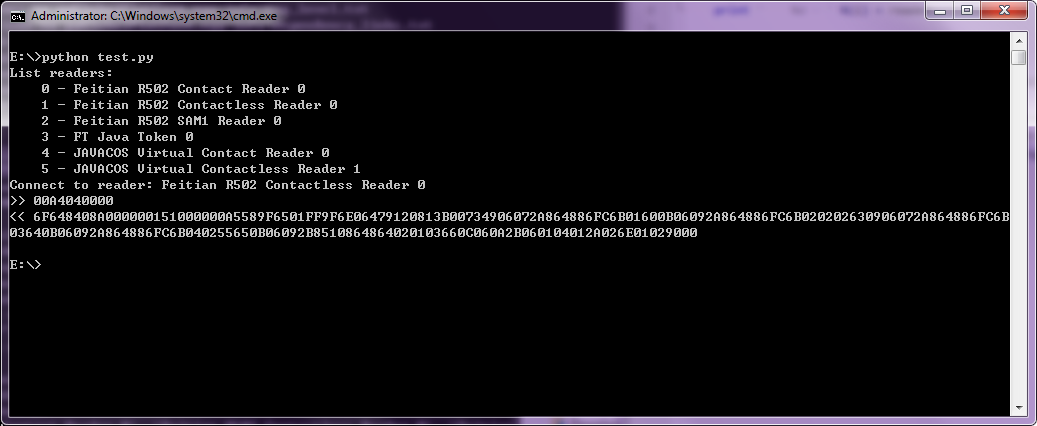 Administrator: C:\Windows\system32\cmd.exe
E:\>python test.py
List readers:
0 - Feitian R502 Contact Reader 0
1 - Feitian R502 Contactless Reader 0
2 - Feitian R502 SAM1 Reader 0
3 - FT Java Token 0
4 - JAVACOS Virtual Contact Reader 0
5 - JAVACOS Virtual Contactless Reader 1
Connect to reader: Feitian R502 Contactless Reader 0
>> 00A4040000
<< 6F648408A000000151000000A5589F6501FF9F6E06479120813B00734906072A864886FC6B01600B06092A864886FC6B020202630906072A864886FC6B
03640B06092A864886FC6B040255650B06092B8510864864020103660C060A2B060104012A026E01029000
E:\>